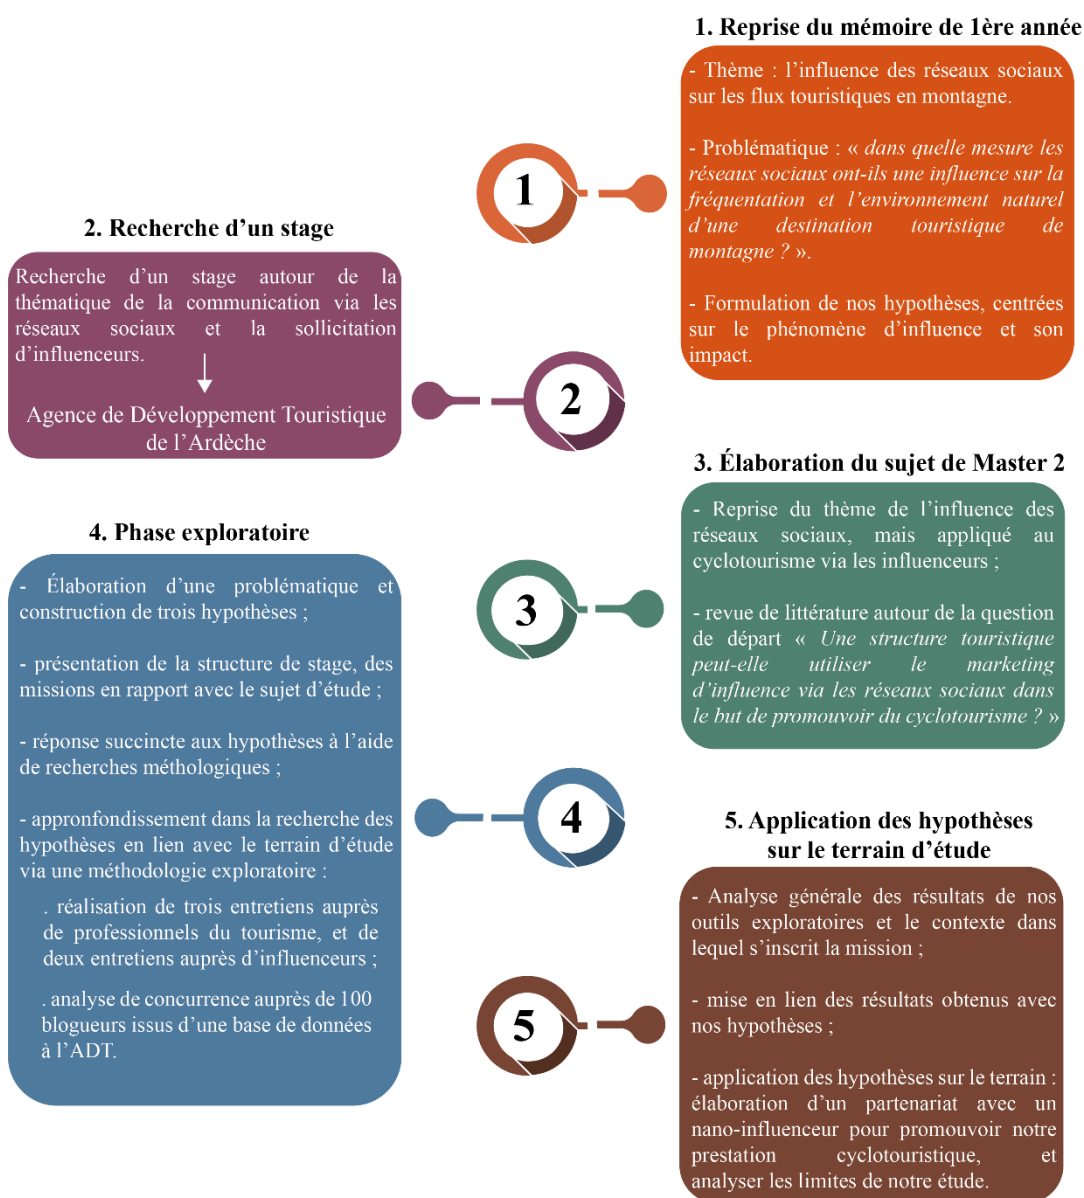 1. Reprise du mémoire de 1ère année
- Thème : l’influence des réseaux sociaux
sur les flux touristiques en montagne.
- Problématique : « dans quelle mesure les
réseaux sociaux ont-ils une influence sur la
fréquentation et l’environnement naturel
d’une destination touristique de
montagne ? ».
- Formulation de nos hypothèses, centrées
sur le phénomène d’influence et son
impact.
1
2. Recherche d’un stage
Recherche d’un stage autour de la
thématique de la communication via les
réseaux sociaux et la sollicitation
d’influenceurs.
Agence de Développement Touristique
de l’Ardèche
2
3. Élaboration du sujet de Master 2
- Reprise du thème de l’influence des
réseaux sociaux, mais appliqué au
cyclotourisme via les influenceurs ;
- revue de littérature autour de la question
de départ « Une structure touristique
peut-elle utiliser le marketing
d’influence via les réseaux sociaux dans
le but de promouvoir du cyclotourisme ? »
3
4. Phase exploratoire
- Élaboration d’une problématique et
construction de trois hypothèses ;
- présentation de la structure de stage, des
missions en rapport avec le sujet d’étude ;
- réponse succincte aux hypothèses à l’aide
de recherches méthologiques ;
- appronfondissement dans la recherche des
hypothèses en lien avec le terrain d’étude
via une méthodologie exploratoire :
. réalisation de trois entretiens auprès
de professionnels du tourisme, et de
deux entretiens auprès d’influenceurs ;
. analyse de concurrence auprès de 100
blogueurs issus d’une base de données
à l’ADT.
4
5. Application des hypothèses
sur le terrain d’étude
- Analyse générale des résultats de nos
outils exploratoires et le contexte dans
lequel s’inscrit la mission ;
- mise en lien des résultats obtenus avec
nos hypothèses ;
- application des hypothèses sur le terrain :
élaboration d’un partenariat avec un
nano-influenceur pour promouvoir notre
prestation cyclotouristique, et
analyser les limites de notre étude.
5